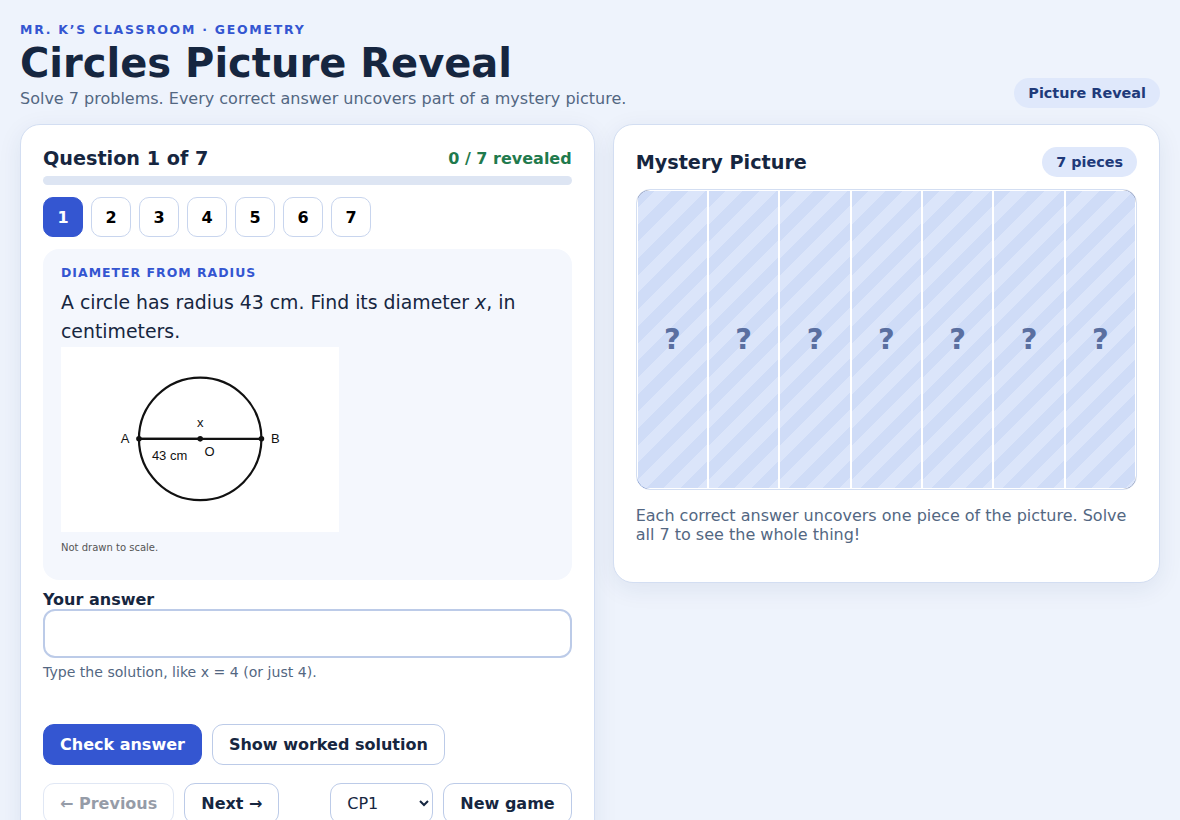 MR. K’S CLASSROOM · GEOMETRY
Circles Picture Reveal
Solve 7 problems. Every correct answer uncovers part of a mystery picture.
Picture Reveal
Question 1 of 7
0 / 7 revealed
1 2 3 4 5 6 7
DIAMETER FROM RADIUS
A circle has radius 43 cm. Find its diameter x, in
centimeters.
x
A
B
43 cm
O
Not drawn to scale.
Your answer
Type the solution, like x = 4 (or just 4).
Check answer
Show worked solution
← Previous
Next →
CP1
New game
Mystery Picture
7 pieces
? ? ? ? ? ? ?
Each correct answer uncovers one piece of the picture. Solve
all 7 to see the whole thing!